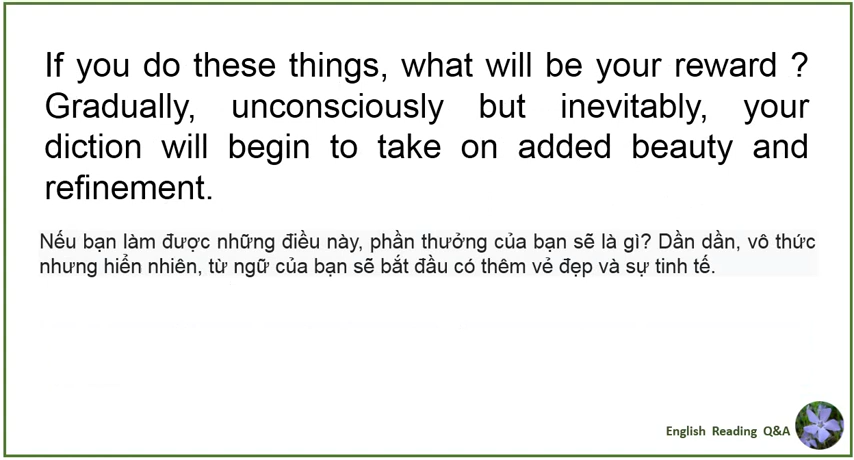 If you do these things, what will be your reward ?
Gradually, unconsciously but inevitably, your
diction will begin to take on added beauty and
refinement.
Nếu bạn làm được những điều này, phần thưởng của bạn sẽ là gì? Dần dần, vô thức
nhưng hiển nhiên, từ ngữ của bạn sẽ bắt đầu có thêm vẻ đẹp và sự tinh tế.
English Reading Q&A